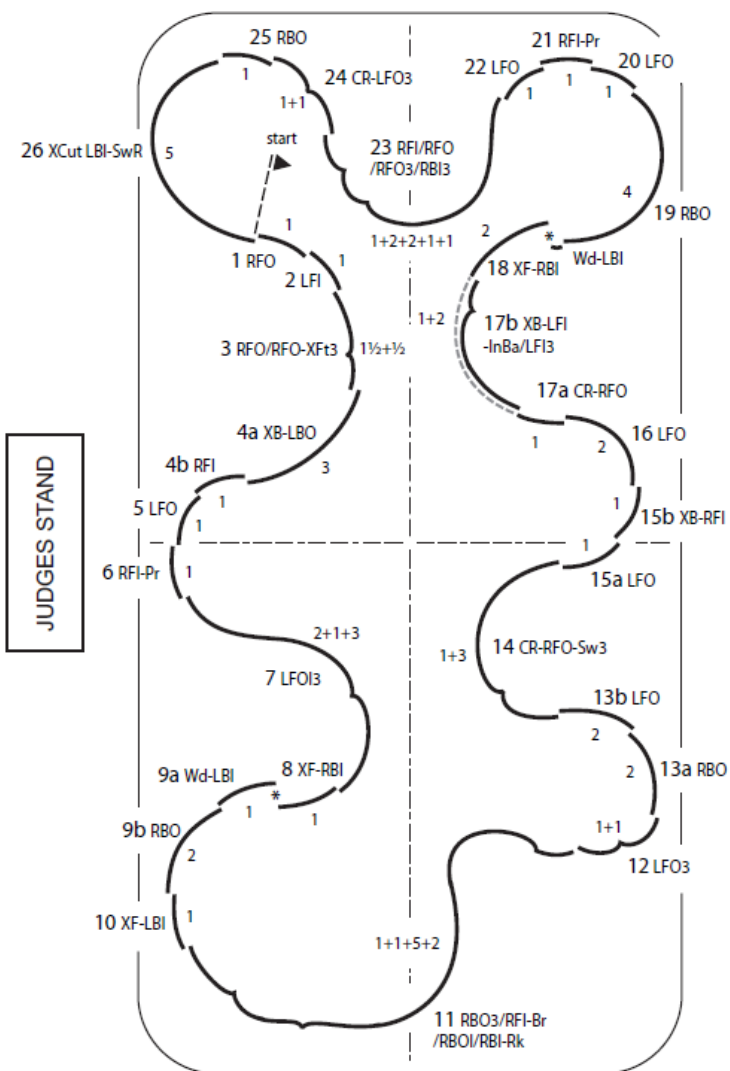 25 RBO
1
24 CR-LFO3
1+1
start
26 XCut LBI-SwR
5
21 RFI-Pr
22 LFO
20 LFO
1
1
1
23 RFI/RFO
/RFO3/RBI3
1+2+2+1+1
4
19 RBO
2
*
Wd-LBI
18 XF-RBI
1
1 RFO
2 LFI
1
3 RFO/RFO-XFt3
1½+½
1+2
17b XB-LFI
-InBa/LFI3
17a CR-RFO
1
2
16 LFO
4a XB-LBO
3
4b RFI
1
5 LFO
1
1
15b XB-RFI
JUDGES STAND
6 RFI-Pr
1
1
15a LFO
2+1+3
7 LFOI3
1+3
14 CR-RFO-Sw3
13b LFO
2
2
13a RBO
8 XF-RBI
9a Wd-LBI
*
1
1
9b RBO
2
1+1
12 LFO3
10 XF-LBI
1
1+1+5+2
11 RBO3/RFI-Br
/RBOI/RBI-Rk